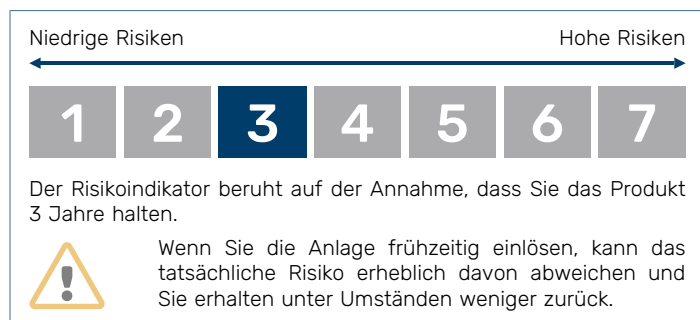 Niedrige Risiken Hohe Risiken
1 2 3 4 5 6 7
Der Risikoindikator beruht auf der Annahme, dass Sie das Produkt
3 Jahre halten.
Wenn Sie die Anlage frühzeitig einlösen, kann das
tatsächliche Risiko erheblich davon abweichen und
Sie erhalten unter Umständen weniger zurück.